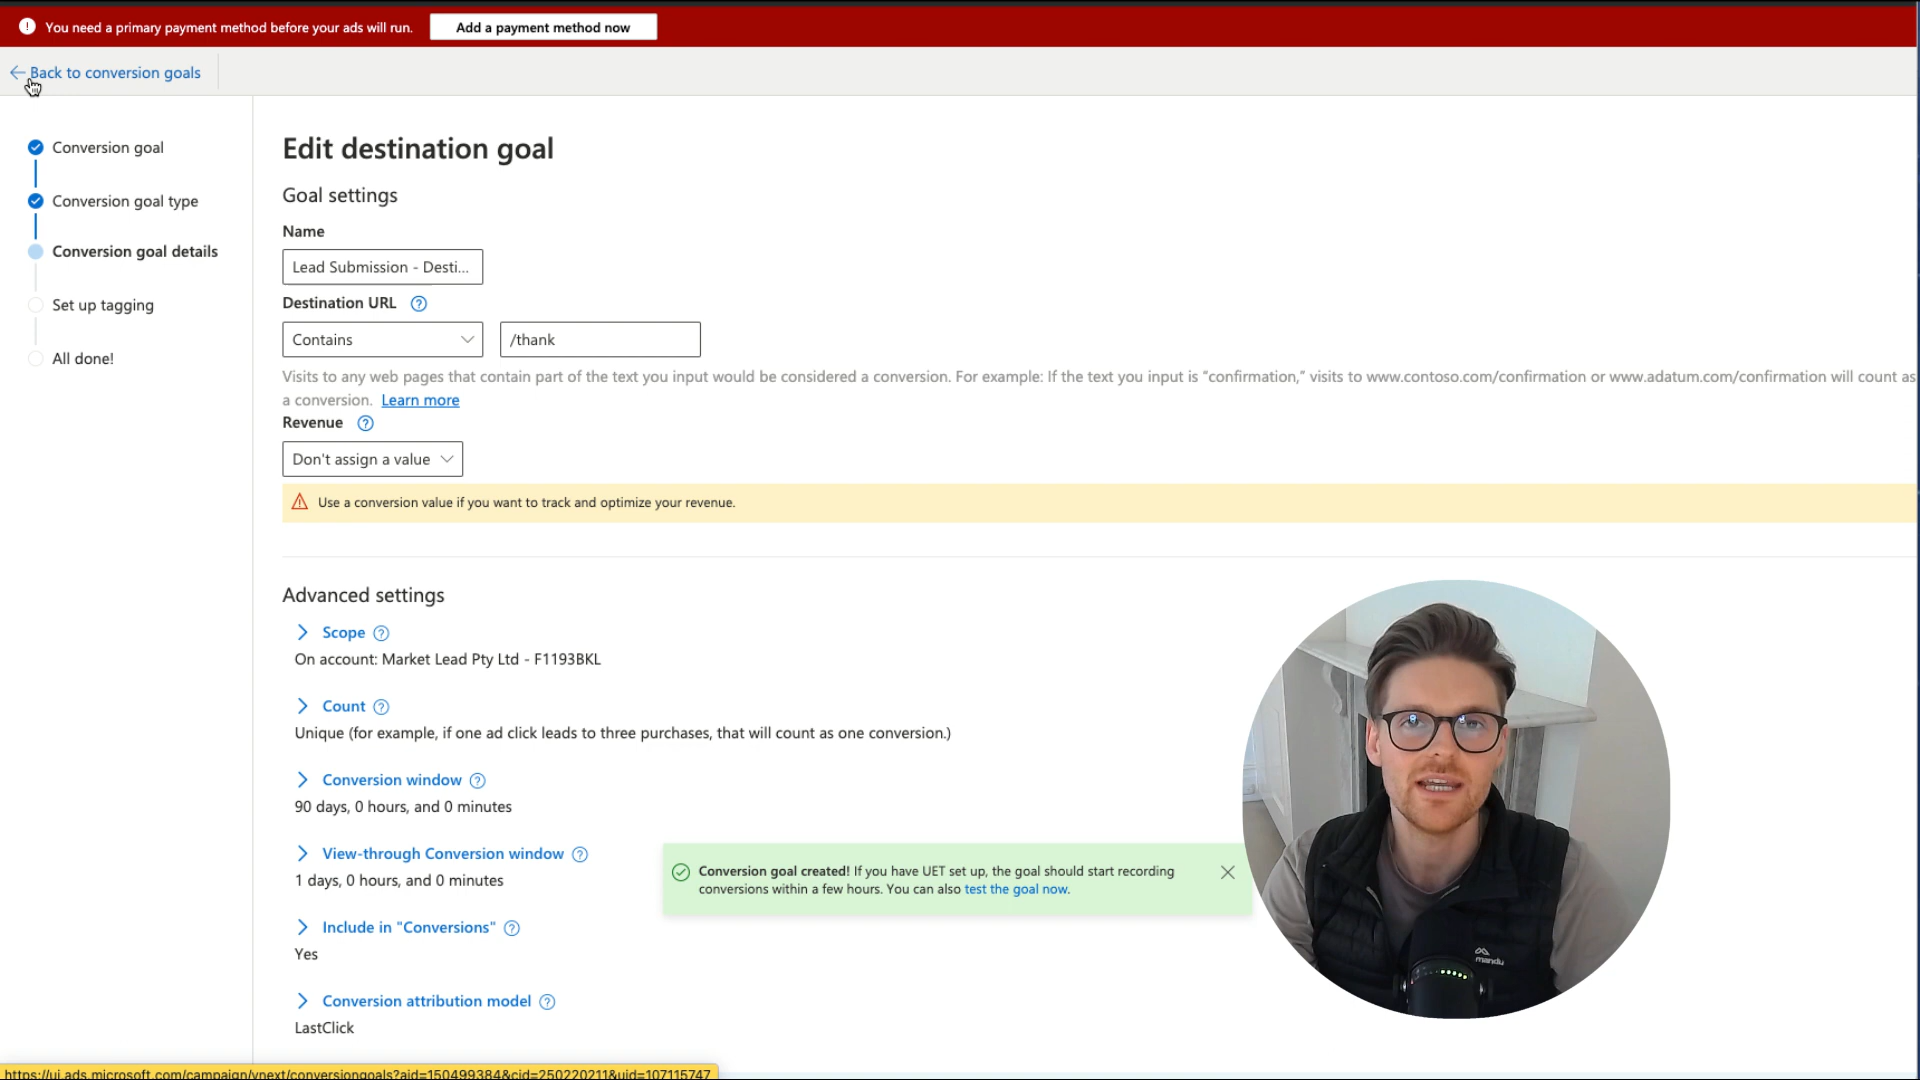 You need a primary payment method before your ads will run.
Add a payment method now
Back to conversion goals
Conversion goal
Conversion goal type
Conversion goal details
Set up tagging
All done!
Edit destination goal
Goal settings
Name
Lead Submission - Desti...
Destination URL
Contains
/thank
Visits to any web pages that contain part of the text you input would be considered a conversion. For example: If the text you input is "confirmation," visits to www.contoso.com/confirmation or www.adatum.com/confirmation will count as
a conversion. Learn more
Revenue
Don't assign a value
Use a conversion value if you want to track and optimize your revenue.
Advanced settings
Scope
On account: Market Lead Pty Ltd - F1193BKL
Count
Unique (for example, if one ad click leads to three purchases, that will count as one conversion.)
Conversion window
90 days, 0 hours, and 0 minutes
View-through Conversion window
1 days, 0 hours, and 0 minutes
Conversion goal created! If you have UET set up, the goal should start recording
conversions within a few hours. You can also test the goal now.
Include in "Conversions"
Yes
Conversion attribution model
LastClick
https://ui.ads.microsoft.com/campaign/vnext/conversiongoals?aid=150499384&cid=250220211&uid=107115747